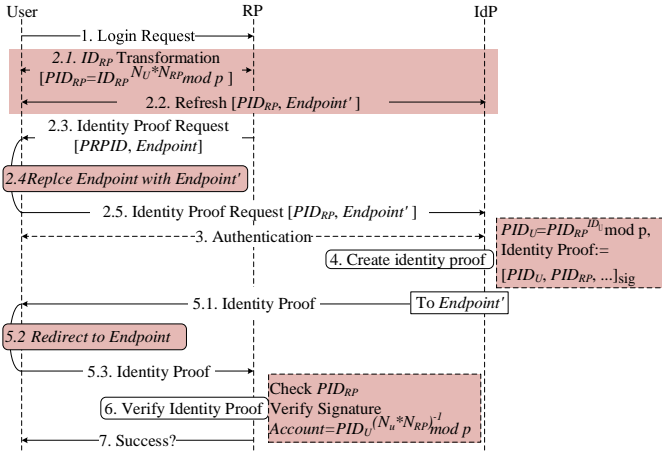 User RP IdP
1. Login Request
2.1. ID_RP Transformation
[PID_RP=ID_RP^{N_U*N_RP} mod p ]
2.2. Refresh [PID_RP, Endpoint' ]
2.3. Identity Proof Request
[PRPID, Endpoint]
2.4Replce Endpoint with Endpoint'
2.5. Identity Proof Request [PID_RP, Endpoint' ]
3. Authentication
PID_U=PID_RP^{ID_U} mod p,
Identity Proof:=
[PID_U, PID_RP, ...]_sig
4. Create identity proof
5.1. Identity Proof
To Endpoint'
5.2 Redirect to Endpoint
5.3. Identity Proof
6. Verify Identity Proof
Check PID_RP
Verify Signature
Account=PID_U^{(N_u*N_RP)^-1} mod p
7. Success?